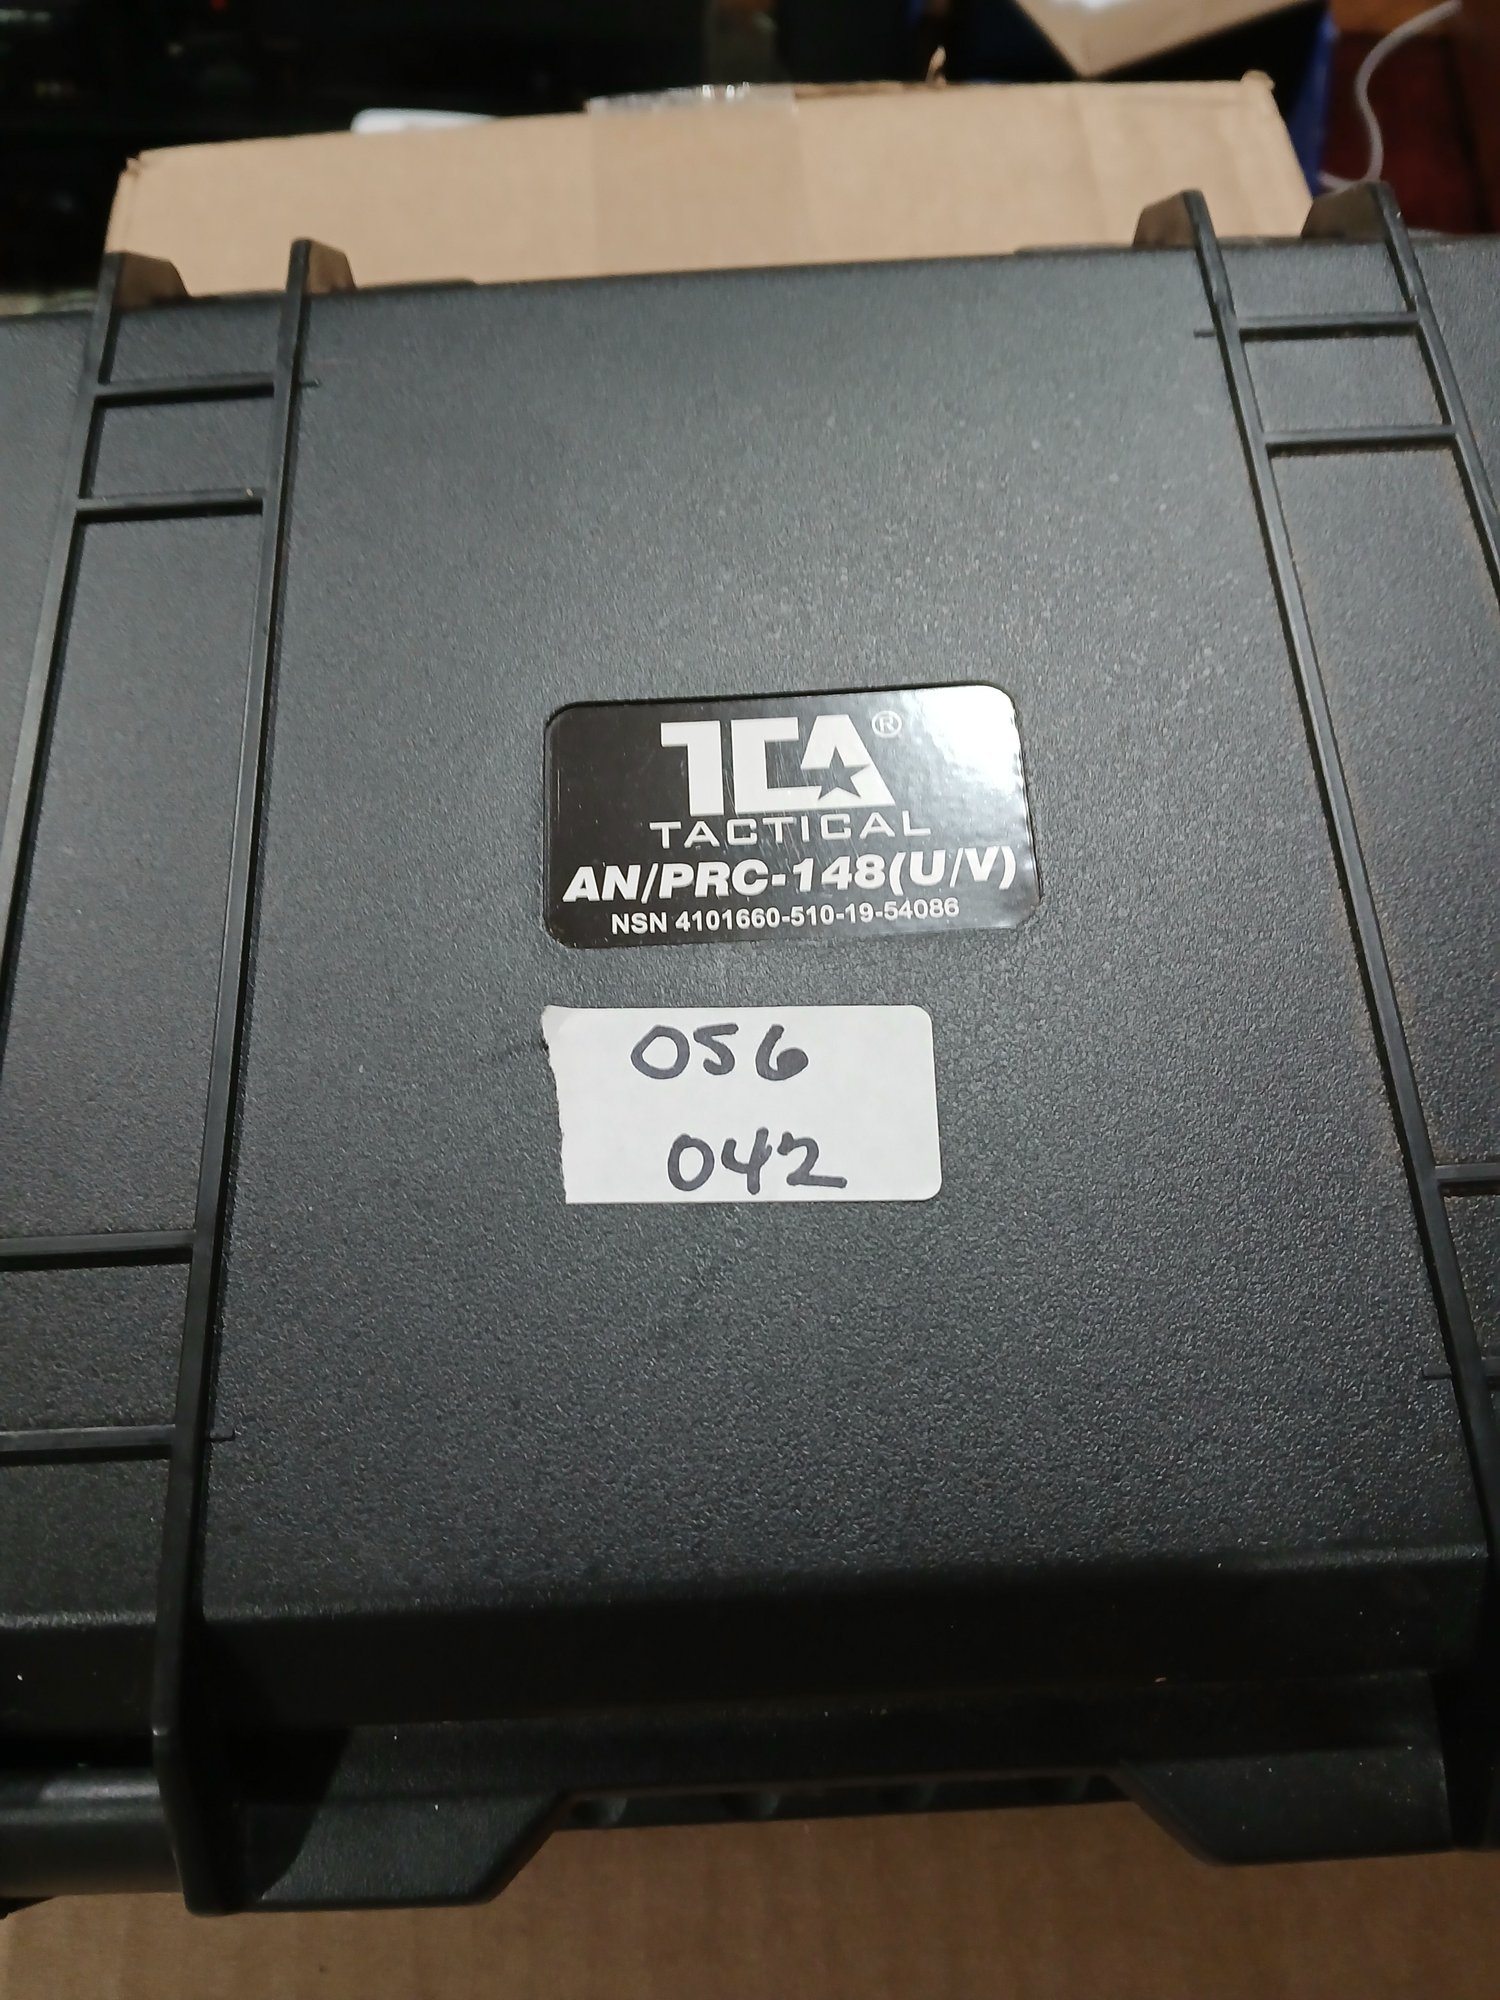 TCA®
TACTICAL
AN/PRC-148(U/V)
NSN 4101660-510-19-54086
056
042